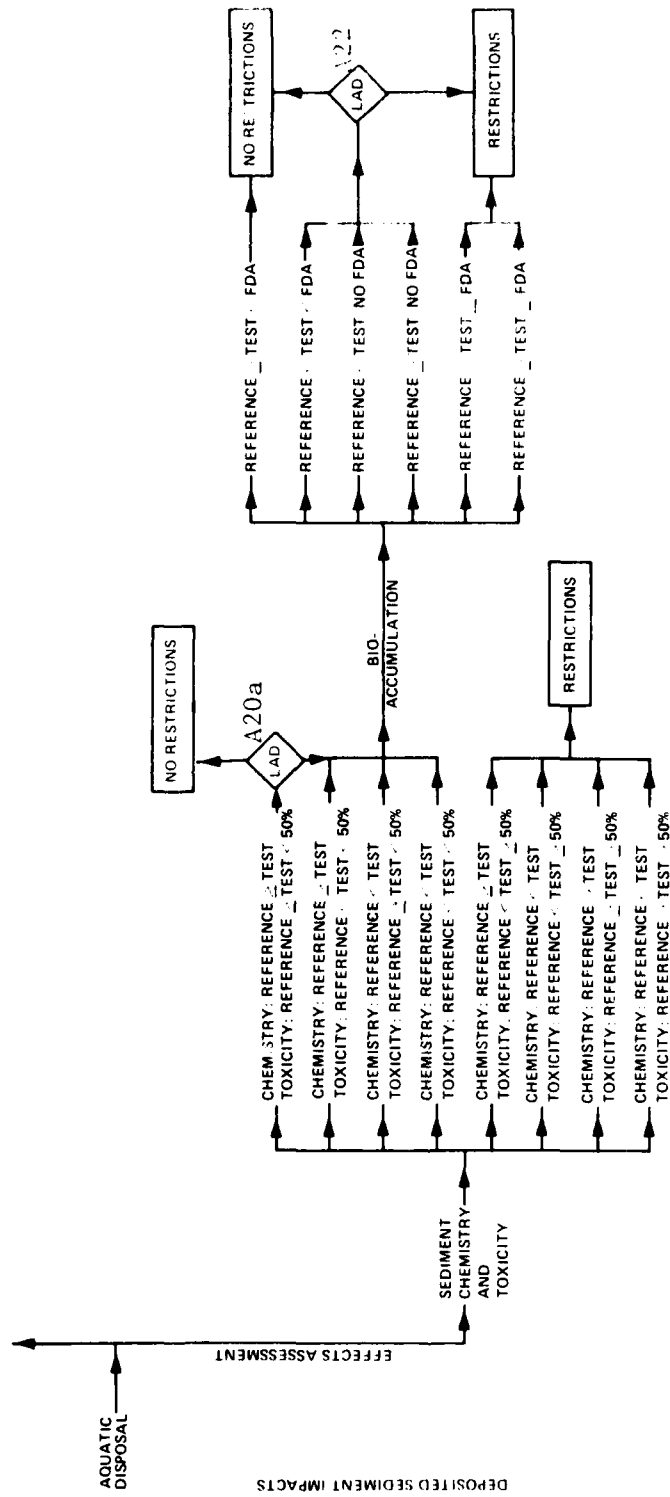 DEPOSITED SEDIMENT IMPACTS
AQUATIC
DISPOSAL
EFFECTS ASSESSMENT
SEDIMENT
CHEMISTRY
AND
TOXICITY
CHEMISTRY: REFERENCE ≥ TEST
TOXICITY: REFERENCE TEST < 50%
CHEMISTRY: REFERENCE TEST
TOXICITY: REFERENCE TEST 50%
CHEMISTRY: REFERENCE < TEST
TOXICITY: REFERENCE TEST < 50%
CHEMISTRY: REFERENCE < TEST
TOXICITY: REFERENCE TEST < 50%
CHEMISTRY: REFERENCE TEST
TOXICITY: REFERENCE < TEST 50%
CHEMISTRY: REFERENCE < TEST
TOXICITY: REFERENCE < TEST 50%
CHEMISTRY: REFERENCE TEST
TOXICITY: REFERENCE TEST 50%
CHEMISTRY: REFERENCE TEST
TOXICITY: REFERENCE TEST 50%
NO RESTRICTIONS
LAD
A20a
BIO-
ACCUMULATION
RESTRICTIONS
REFERENCE TEST FDA
REFERENCE TEST < FDA
REFERENCE TEST NO FDA
REFERENCE TEST NO FDA
REFERENCE TEST FDA
REFERENCE TEST FDA
NO RE TRICTIONS
LAD
RESTRICTIONS